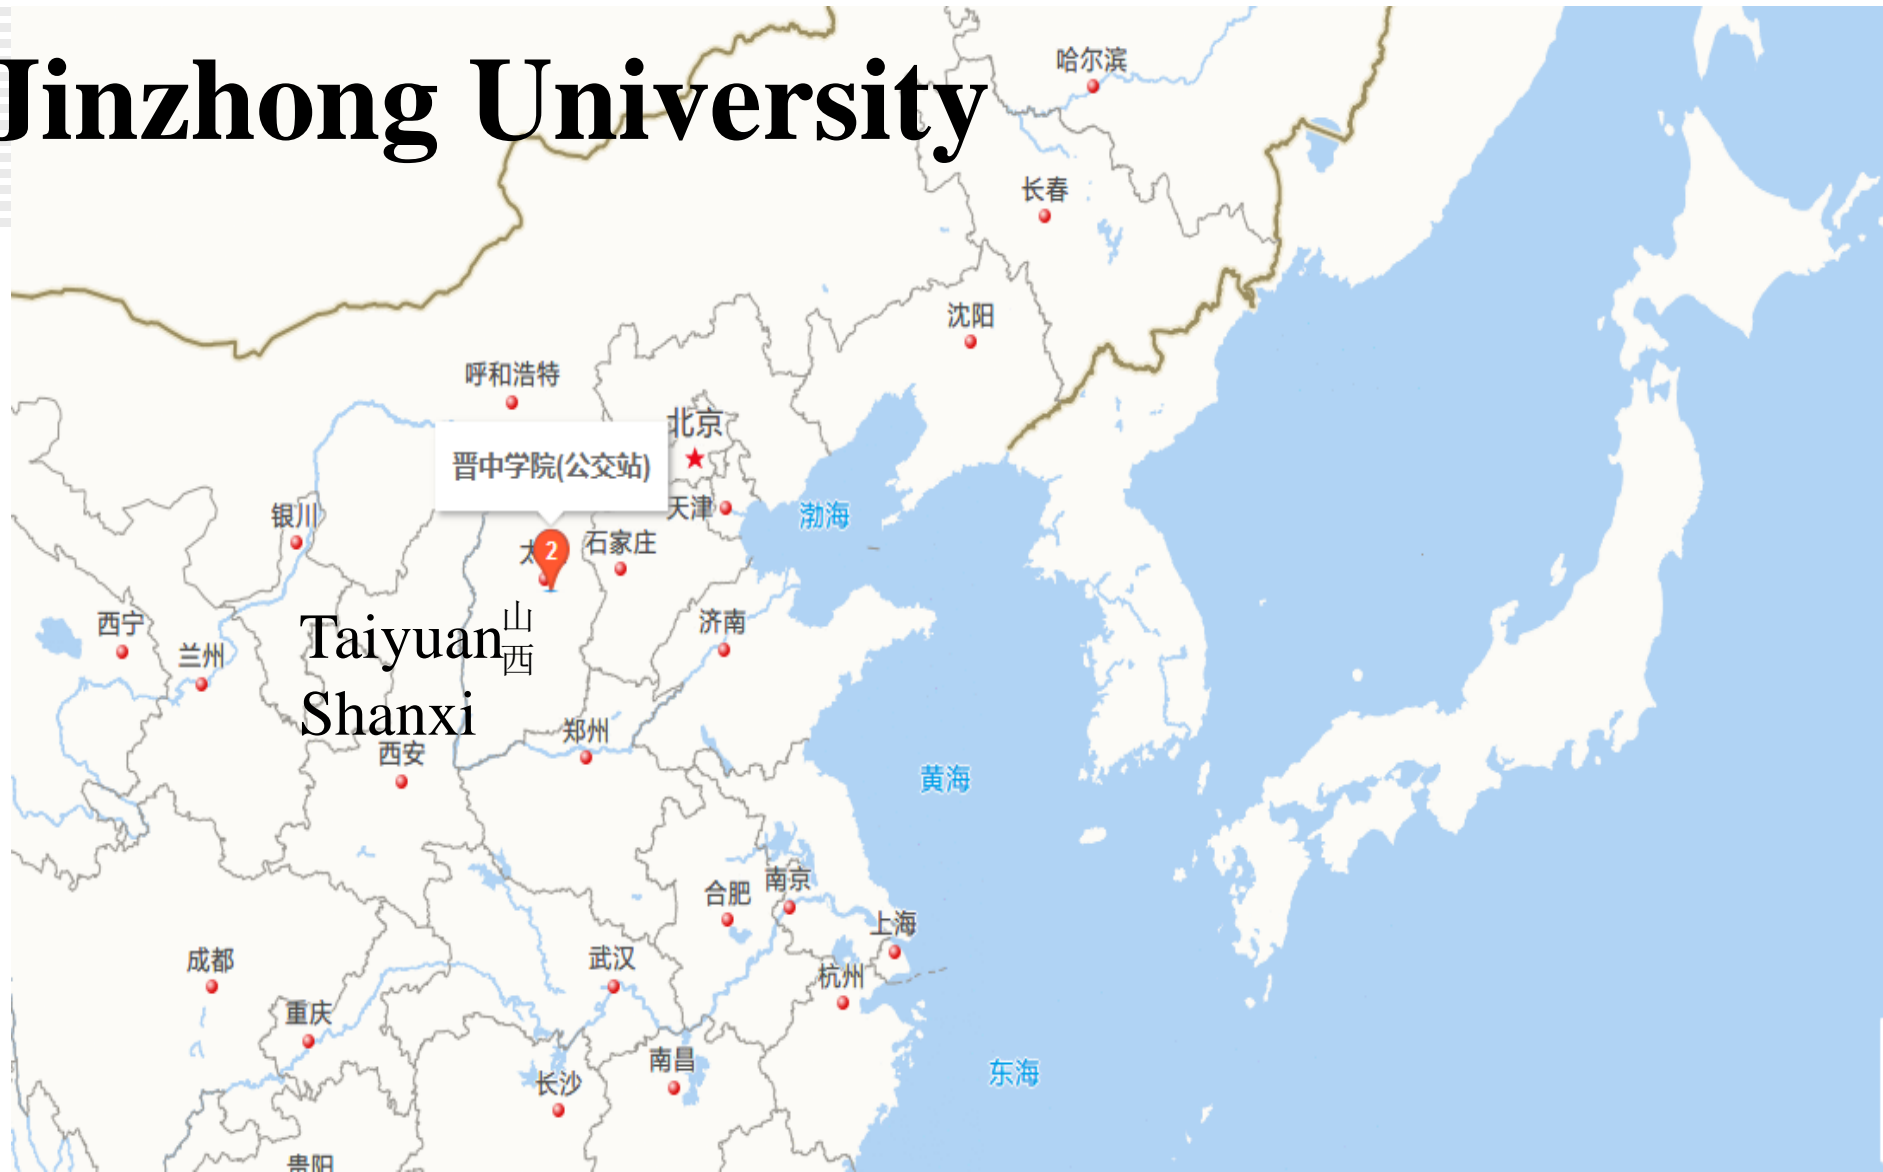 Jinzhong University
哈尔滨
长春
沈阳
呼和浩特
北京
晋中学院(公交站)
天津
渤海
银川
2
石家庄
西宁
兰州
Taiyuan
山
西
济南
Shanxi
郑州
西安
黄海
南京
合肥
上海
成都
武汉
杭州
重庆
南昌
长沙
东海
贵阳